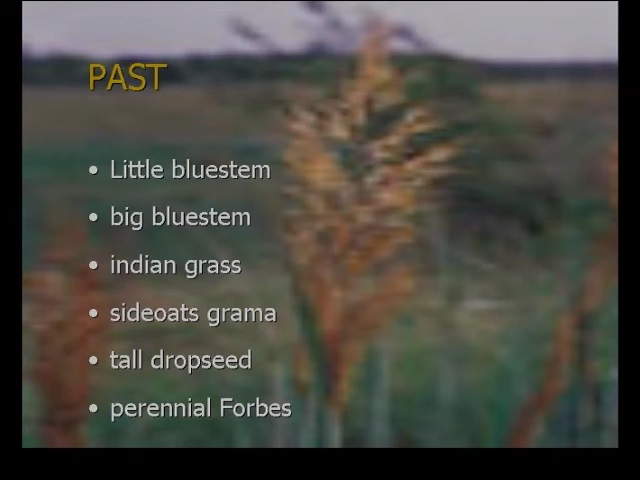 PAST
• Little bluestem
• big bluestem
• indian grass
• sideoats grama
• tall dropseed
• perennial Forbes